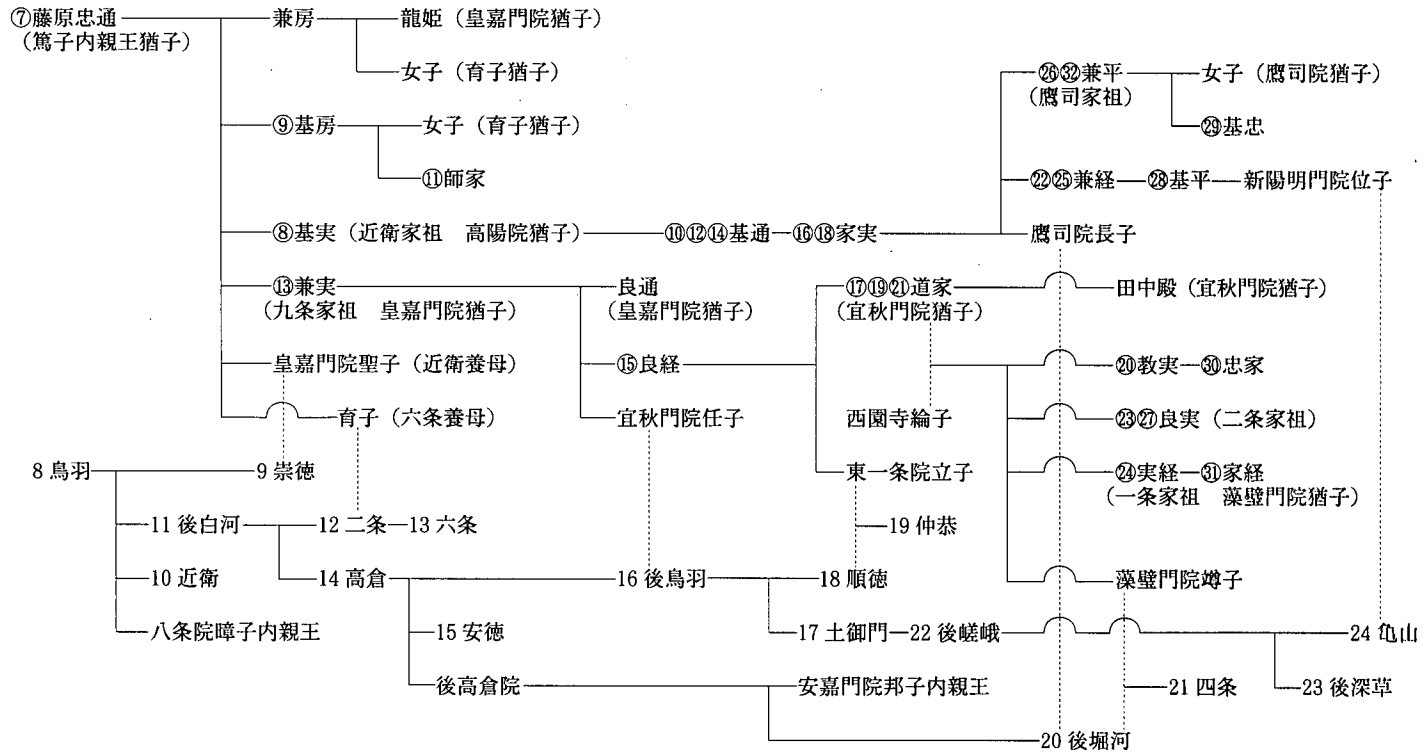 ⑦藤原忠通 兼房 龍姫（皇嘉門院猶子）
（篤子内親王猶子）
女子（育子猶子） ㉖㉜兼平 女子（鷹司院猶子）
（鷹司家祖）
⑨基房 女子（育子猶子） ㉙基忠
⑪師家 ㉒㉕兼経 ㉘基平 新陽明門院位子
⑧基実（近衛家祖　高陽院猶子） ⑩⑫⑭基通 ⑯⑱家実 鷹司院長子
⑬兼実 良通 ⑰⑲㉑道家 田中殿（宜秋門院猶子）
（九条家祖　皇嘉門院猶子） （皇嘉門院猶子） （宜秋門院猶子）
皇嘉門院聖子（近衛養母） ⑮良経 ⑳教実 ㉚忠家
育子（六条養母） 宜秋門院任子 西園寺綸子 ㉓㉗良実（二条家祖）
8 鳥羽 9 崇徳 東一条院立子 ㉔実経 ㉛家経
（一条家祖　藻璧門院猶子）
11 後白河 12 二条 13 六条 19 仲恭
10 近衛 14 高倉 16 後鳥羽 18 順徳 藻璧門院竴子
八条院暲子内親王 15 安徳 17 土御門 22 後嵯峨 24 亀山
後高倉院 安嘉門院邦子内親王 21 四条 23 後深草
20 後堀河